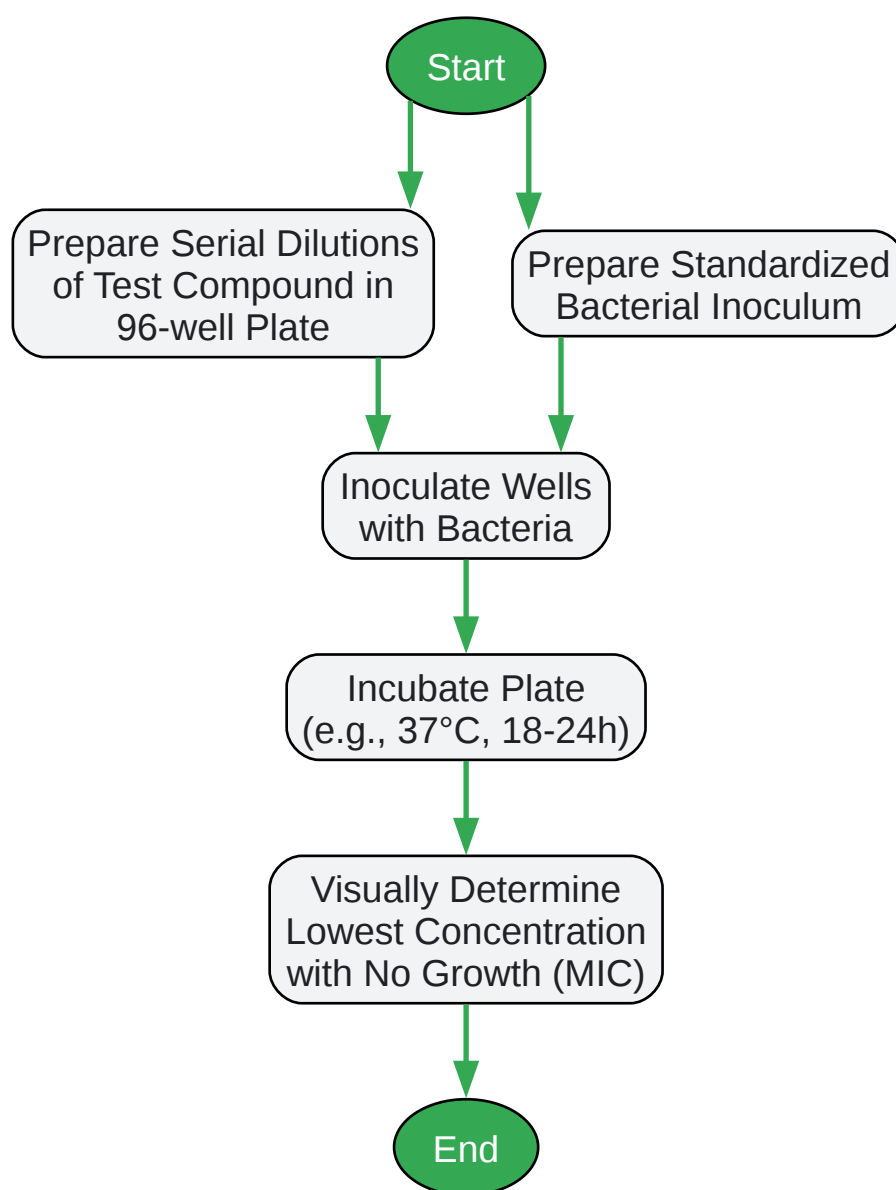 Start
Prepare Serial Dilutions
of Test Compound in
96-well Plate
Prepare Standardized
Bacterial Inoculum
Inoculate Wells
with Bacteria
Incubate Plate
(e.g., 37°C, 18-24h)
Visually Determine
Lowest Concentration
with No Growth (MIC)
End